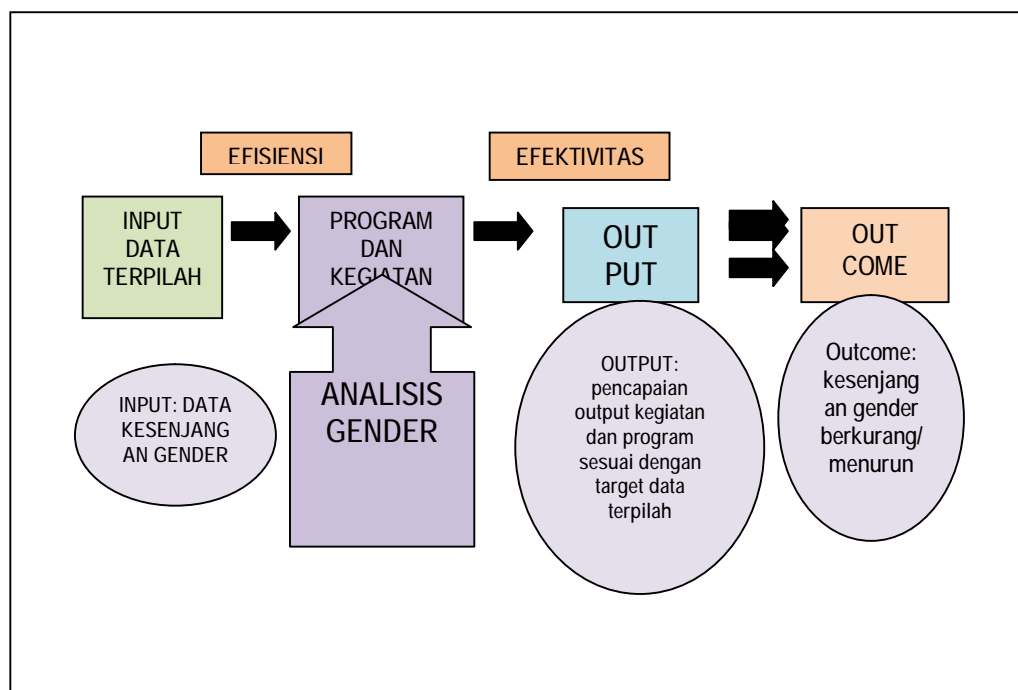 EFISIENSI
EFEKTIVITAS
INPUT
DATA
TERPILAH
PROGRAM
DAN
KEGIATAN
OUT
PUT
OUT
COME
INPUT: DATA
KESENJANG
AN GENDER
ANALISIS
GENDER
OUTPUT:
pencapaian
output kegiatan
dan program
sesuai dengan
target data
terpilah
Outcome:
kesenjang
an gender
berkurang/
menurun